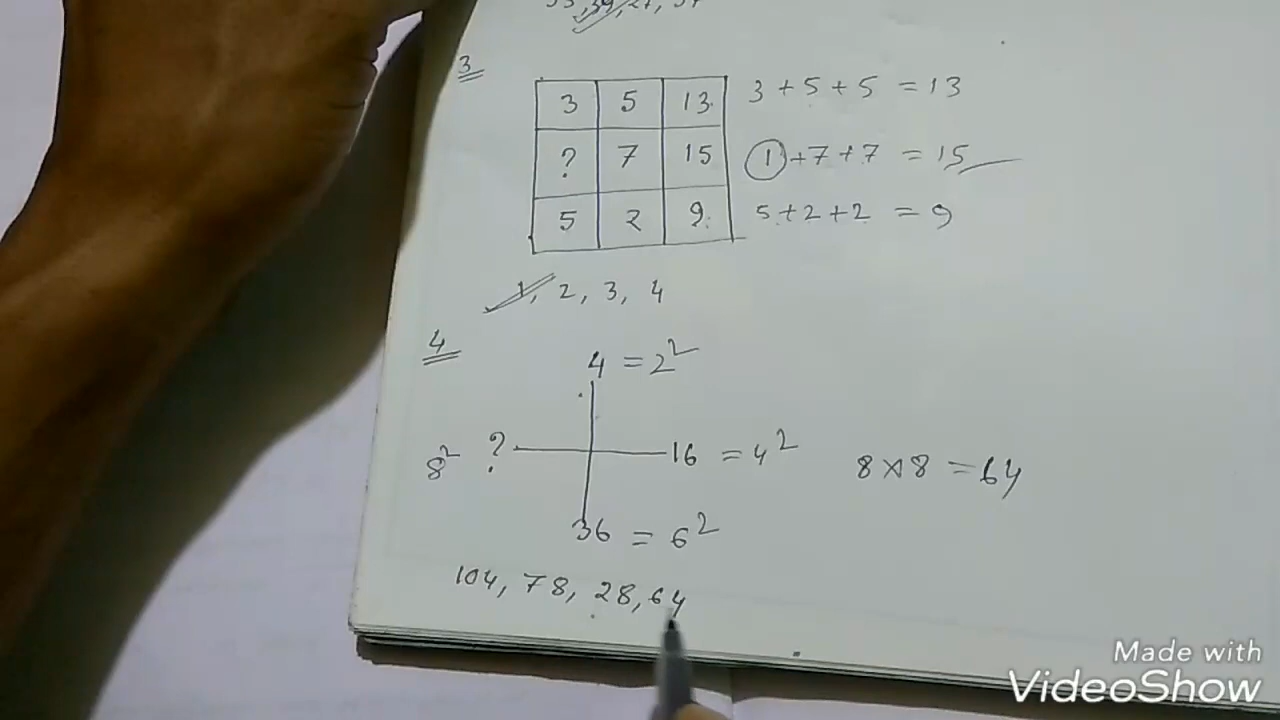 3
3 5 13 3 + 5 + 5 = 13
? 7 15 1 + 7 + 7 = 15
5 2 9 5 + 2 + 2 = 9
1, 2, 3, 4
4
4 = 2²
8² ? 16 = 4² 8 × 8 = 64
36 = 6²
104, 78, 28, 64
Made with
VideoShow